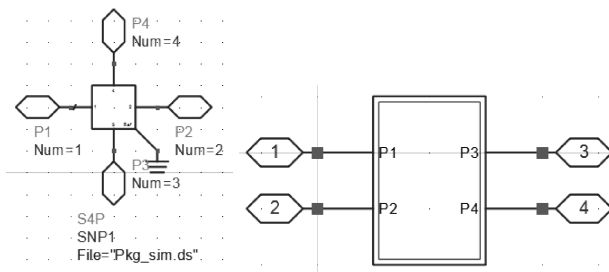 P4
Num=4
P1
Num=1
P2
Num=2
P3
Num=3
S4P
SNP1
File="Pkg_sim.ds"
1
P1
P3
3
2
P2
P4
4